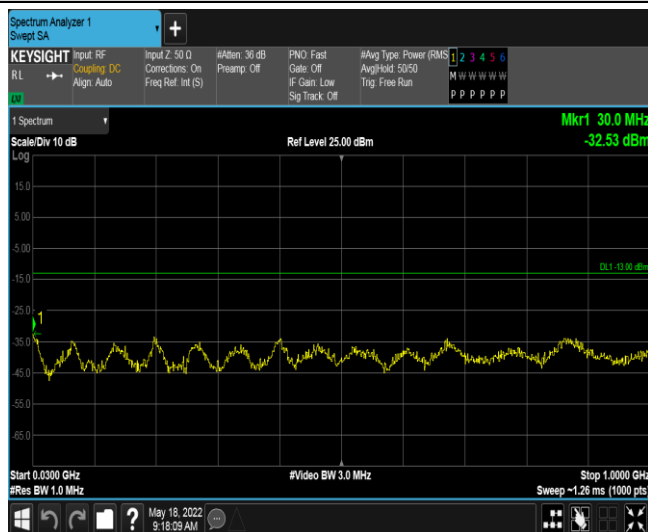 Spectrum Analyzer 1
Swept SA
KEYSIGHT Input: RF Input Z: 50 Ω #Atten: 36 dB PNO: Fast #Avg Type: Power (RMS 1 2 3 4 5 6
RL Coupling: DC Corrections: On Preamp: Off Gate: Off Avg|Hold: 50/50 M W W W W W
Align: Auto Freq Ref: Int (S) IF Gain: Low Trig: Free Run
Sig Track: Off P P P P P P
1 Spectrum Mkr1 30.0 MHz
Scale/Div 10 dB Ref Level 25.00 dBm -32.53 dBm
Log
15.0
5.00
-5.00
DL1 -13.00 dBm
-15.0
-25.0
1
-35.0
-45.0
-55.0
-65.0
Start 0.0300 GHz #Video BW 3.0 MHz Stop 1.0000 GHz
#Res BW 1.0 MHz Sweep ~1.26 ms (1000 pts)
? May 18, 2022
9:18:09 AM